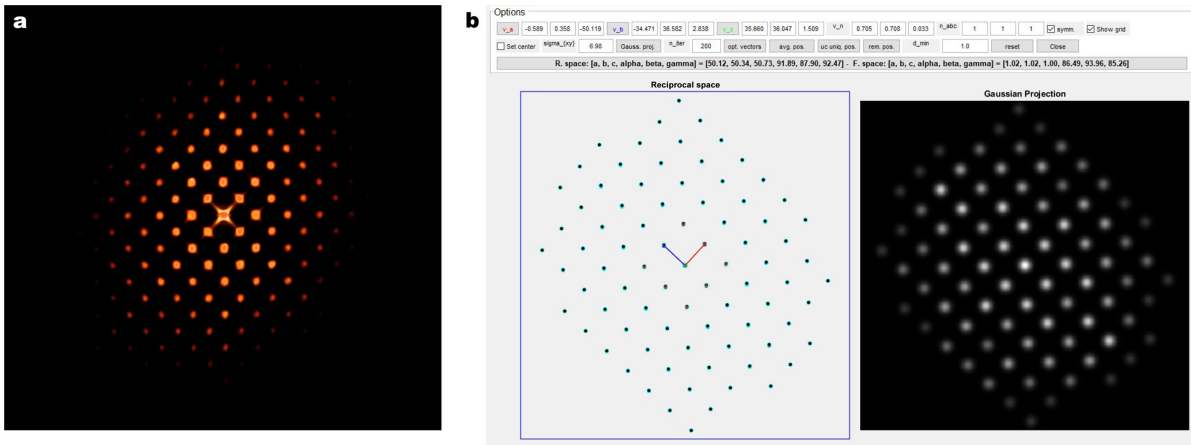 a
b
Options
v_a -0.589 0.358 -50.119 v_b -34.471 36.582 2.838 v_c 35.660 36.047 1.509 v_n 0.705 0.708 0.033 n_abc 1 1 1 symm. Show grid
Set center sigma_{xy} 6.98 Gauss. proj. n_iter 200 opt. vectors avg. pos. uc uniq. pos. rem. pos. d_min 1.0 reset Close
R. space: [a, b, c, alpha, beta, gamma] = [50.12, 50.34, 50.73, 91.89, 87.90, 92.47] - F. space: [a, b, c, alpha, beta, gamma] = [1.02, 1.02, 1.00, 86.49, 93.96, 85.26]
Reciprocal space
Gaussian Projection